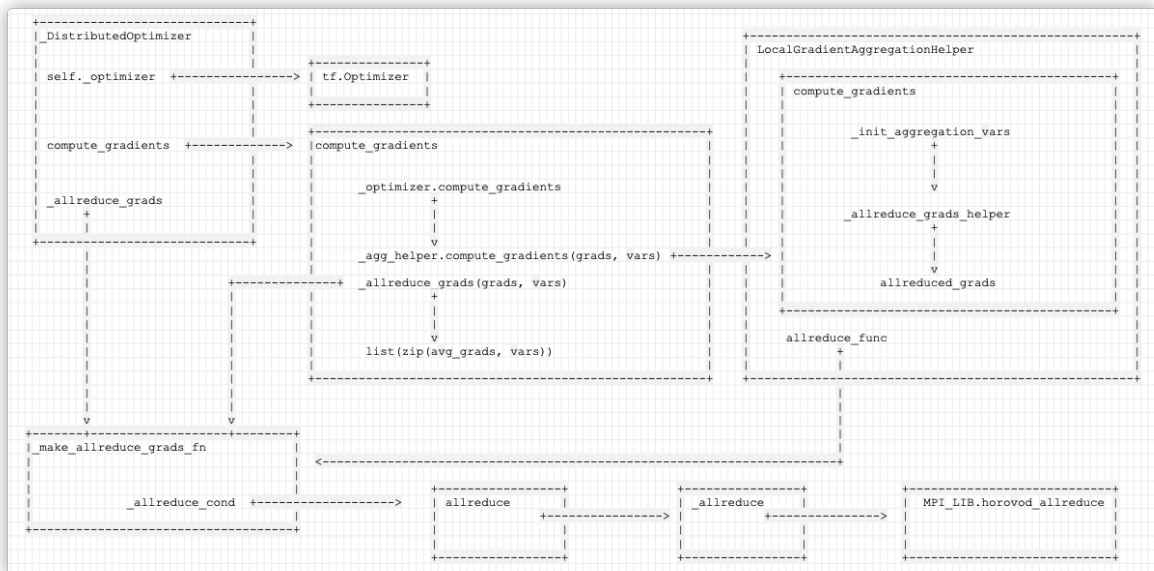 _DistributedOptimizer
self._optimizer
compute_gradients
_allreduce_grads
tf.Optimizer
compute_gradients
_optimizer.compute_gradients
_agg_helper.compute_gradients(grads, vars)
_allreduce_grads(grads, vars)
list(zip(avg_grads, vars))
LocalGradientAggregationHelper
compute_gradients
_init_aggregation_vars
_allreduce_grads_helper
allreduced_grads
allreduce_func
_make_allreduce_grads_fn
_allreduce_cond
allreduce
_allreduce
MPI_LIB.horovod_allreduce